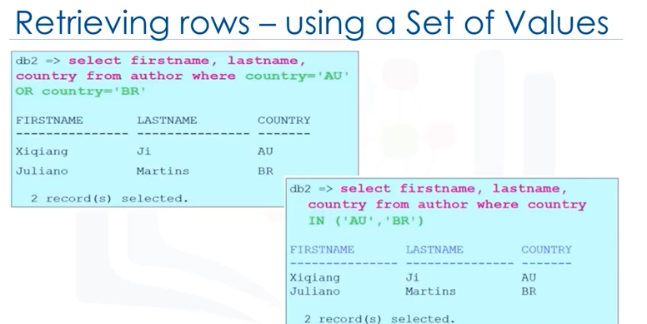 Retrieving rows – using a Set of Values
db2 => select firstname, lastname,
country from author where country='AU'
OR country='BR'
FIRSTNAME LASTNAME COUNTRY
---------------- ---------------- -------
Xiqiang Ji AU
Juliano Martins BR
2 record(s) selected.
db2 => select firstname, lastname,
country from author where country
IN ('AU','BR')
FIRSTNAME LASTNAME COUNTRY
---------------- ---------------- -------
Xiqiang Ji AU
Juliano Martins BR
2 record(s) selected.